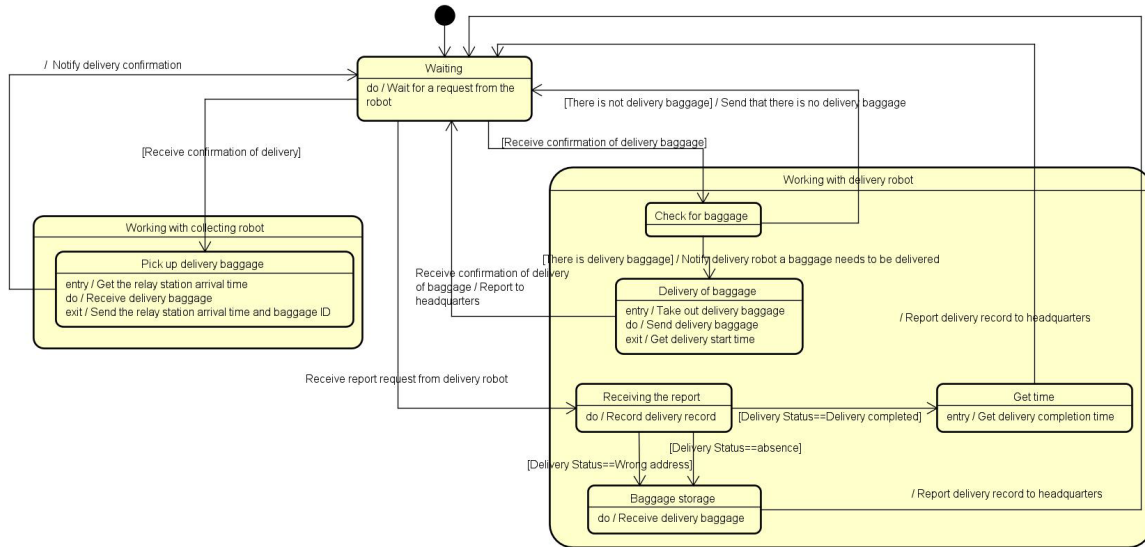 / Notify delivery confirmation
Waiting
do / Wait for a request from the
robot
[There is not delivery baggage] / Send that there is no delivery baggage
[Receive confirmation of delivery]
[Receive confirmation of delivery baggage]
Working with delivery robot
Check for baggage
Working with collecting robot
Pick up delivery baggage
entry / Get the relay station arrival time
do / Receive delivery baggage
exit / Send the relay station arrival time and baggage ID
[There is delivery baggage] / Notify delivery robot a baggage needs to be delivered
Receive confirmation of delivery
of baggage / Report to
headquarters
Delivery of baggage
entry / Take out delivery baggage
do / Send delivery baggage
exit / Get delivery start time
/ Report delivery record to headquarters
Receive report request from delivery robot
Receiving the report
do / Record delivery record
[Delivery Status==Delivery completed]
Get time
entry / Get delivery completion time
[Delivery Status==absence]
[Delivery Status==Wrong address]
Baggage storage
do / Receive delivery baggage
/ Report delivery record to headquarters